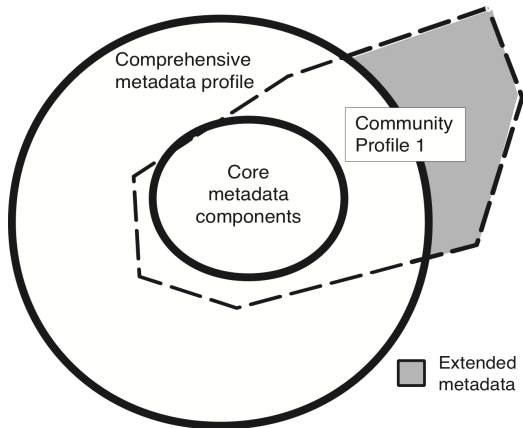 Comprehensive
metadata profile
Community
Profile 1
Core
metadata
components
Extended
metadata